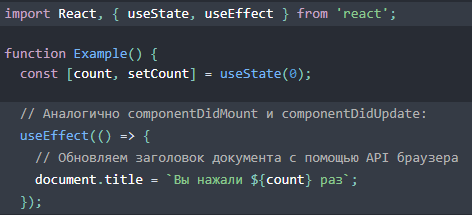 import React, { useState, useEffect } from 'react';
function Example() {
const [count, setCount] = useState(0);
// Аналогично componentDidMount и componentDidUpdate:
useEffect(() => {
// Обновляем заголовок документа с помощью API браузера
document.title = `Вы нажали ${count} раз`;
});